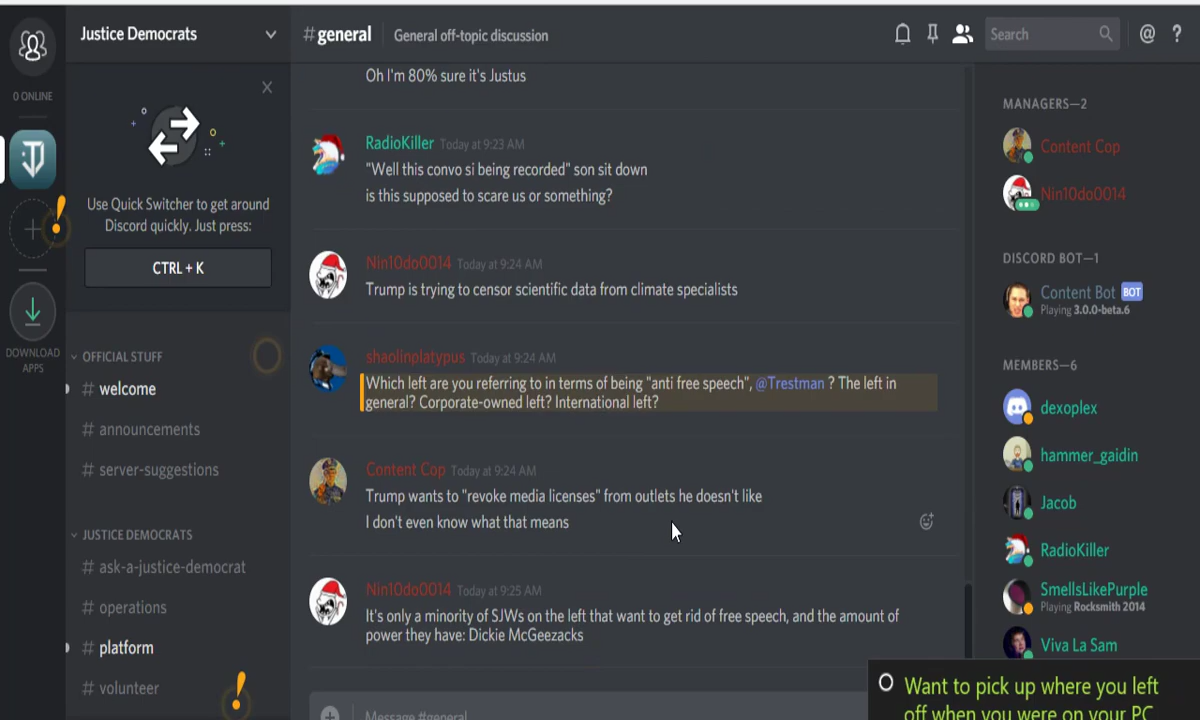 Justice Democrats
#general
General off-topic discussion
Search
@
?
0 ONLINE
Use Quick Switcher to get around
Discord quickly. Just press:
CTRL + K
DOWNLOAD
APPS
OFFICIAL STUFF
# welcome
# announcements
# server-suggestions
JUSTICE DEMOCRATS
# ask-a-justice-democrat
# operations
# platform
# volunteer
Oh I'm 80% sure it's Justus
RadioKiller Today at 9:23 AM
"Well this convo si being recorded" son sit down
is this supposed to scare us or something?
Nin10do0014 Today at 9:24 AM
Trump is trying to censor scientific data from climate specialists
shaolinplatypus Today at 9:24 AM
Which left are you referring to in terms of being "anti free speech", @Trestman ? The left in
general? Corporate-owned left? International left?
Content Cop Today at 9:24 AM
Trump wants to "revoke media licenses" from outlets he doesn't like
I don't even know what that means
Nin10do0014 Today at 9:25 AM
It's only a minority of SJWs on the left that want to get rid of free speech, and the amount of
power they have: Dickie McGeezacks
Message #general
MANAGERS—2
Content Cop
Nin10do0014
DISCORD BOT—1
Content Bot BOT
Playing 3.0.0-beta.6
MEMBERS—6
dexoplex
hammer_gaidin
Jacob
RadioKiller
SmellsLikePurple
Playing Rocksmith 2014
Viva La Sam
Want to pick up where you left
off when you were on your PC